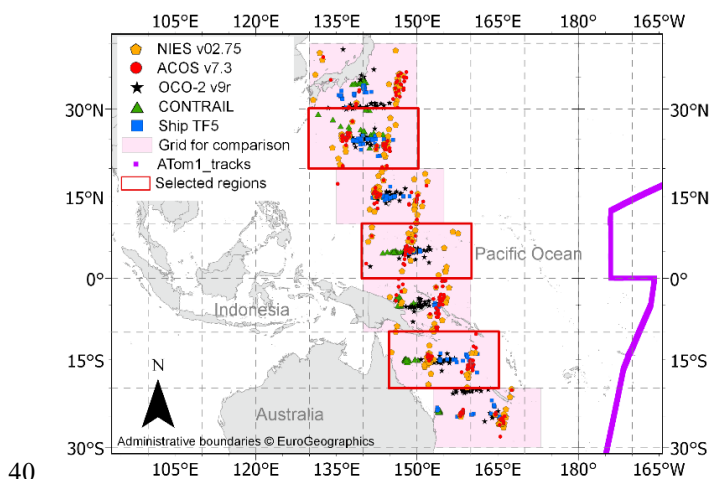 105°E 120°E 135°E 150°E 165°E 180° 165°W
NIES v02.75
ACOS v7.3
OCO-2 v9r
CONTRAIL
Ship TF5
Grid for comparison
ATom1_tracks
Selected regions
30°N 30°N
15°N 15°N
Pacific Ocean
0° 0°
Indonesia
15°S 15°S
N
Australia
Administrative boundaries © EuroGeographics
30°S 30°S
105°E 120°E 135°E 150°E 165°E 180° 165°W
40